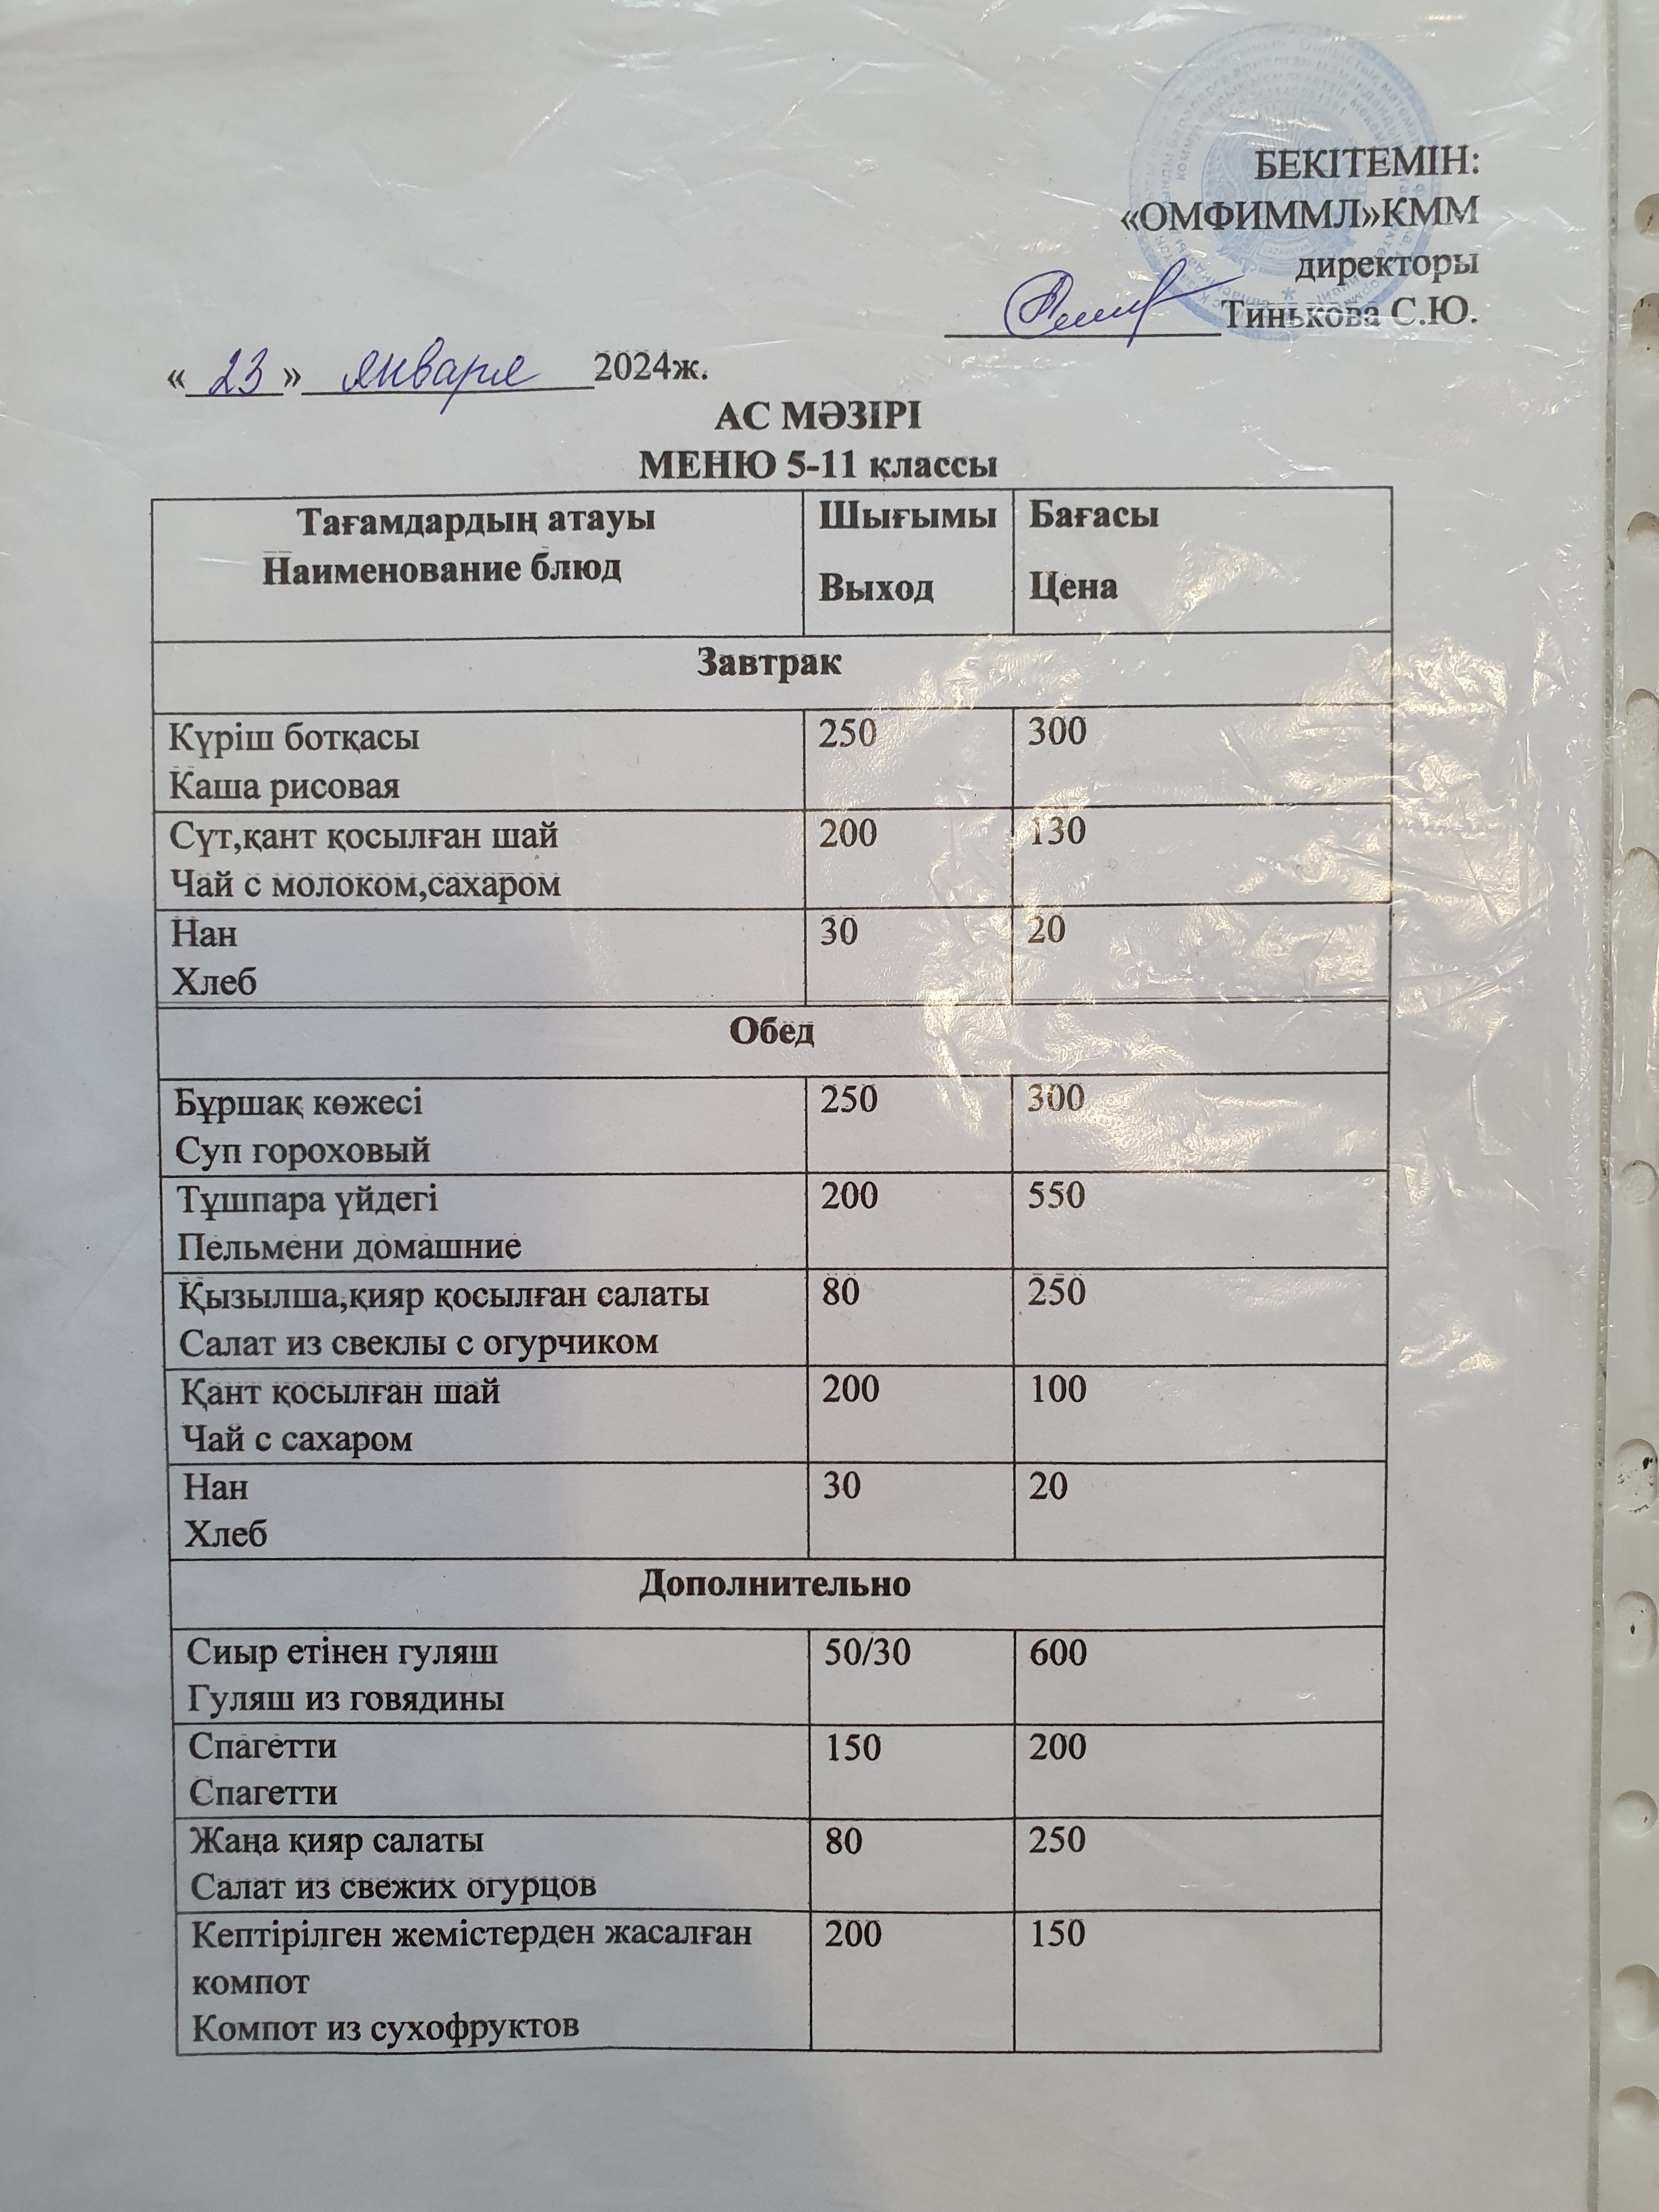 БЕКІТЕМІН:
«ОМФИММЛ»КММ
директоры
Тинькова С.Ю.
«23» января 2024ж.
АС МӘЗІРІ
МЕНЮ 5-11 классы
Тағамдардың атауы
Наименование блюд
Шығымы
Выход
Бағасы
Цена
Завтрак
Күріш ботқасы
Каша рисовая
250
300
Сүт,қант қосылған шай
Чай с молоком,сахаром
200
130
Нан
Хлеб
30
20
Обед
Бұршақ көжесі
Суп гороховый
250
300
Тұшпара үйдегі
Пельмени домашние
200
550
Қызылша,қияр қосылған салаты
Салат из свеклы с огурчиком
80
250
Қант қосылған шай
Чай с сахаром
200
100
Нан
Хлеб
30
20
Дополнительно
Сиыр етінен гуляш
Гуляш из говядины
50/30
600
Спагетти
Спагетти
150
200
Жаңа қияр салаты
Салат из свежих огурцов
80
250
Кептірілген жемістерден жасалған
компот
Компот из сухофруктов
200
150